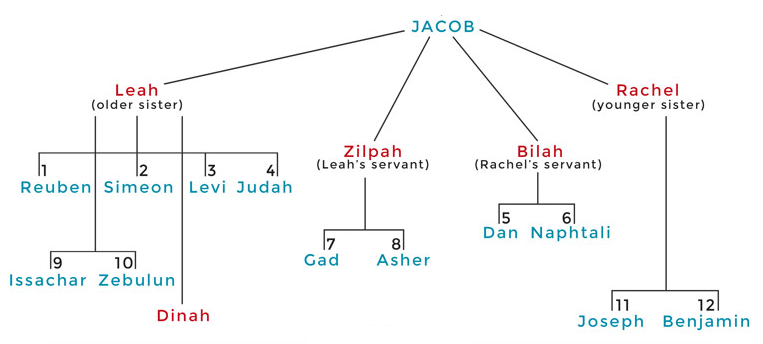 JACOB
Leah
(older sister)
Rachel
(younger sister)
Zilpah
(Leah's servant)
Bilah
(Rachel's servant)
1 2 3 4
Reuben Simeon Levi Judah
5 6
Dan Naphtali
7 8
Gad Asher
9 10
Issachar Zebulun
Dinah
11 12
Joseph Benjamin